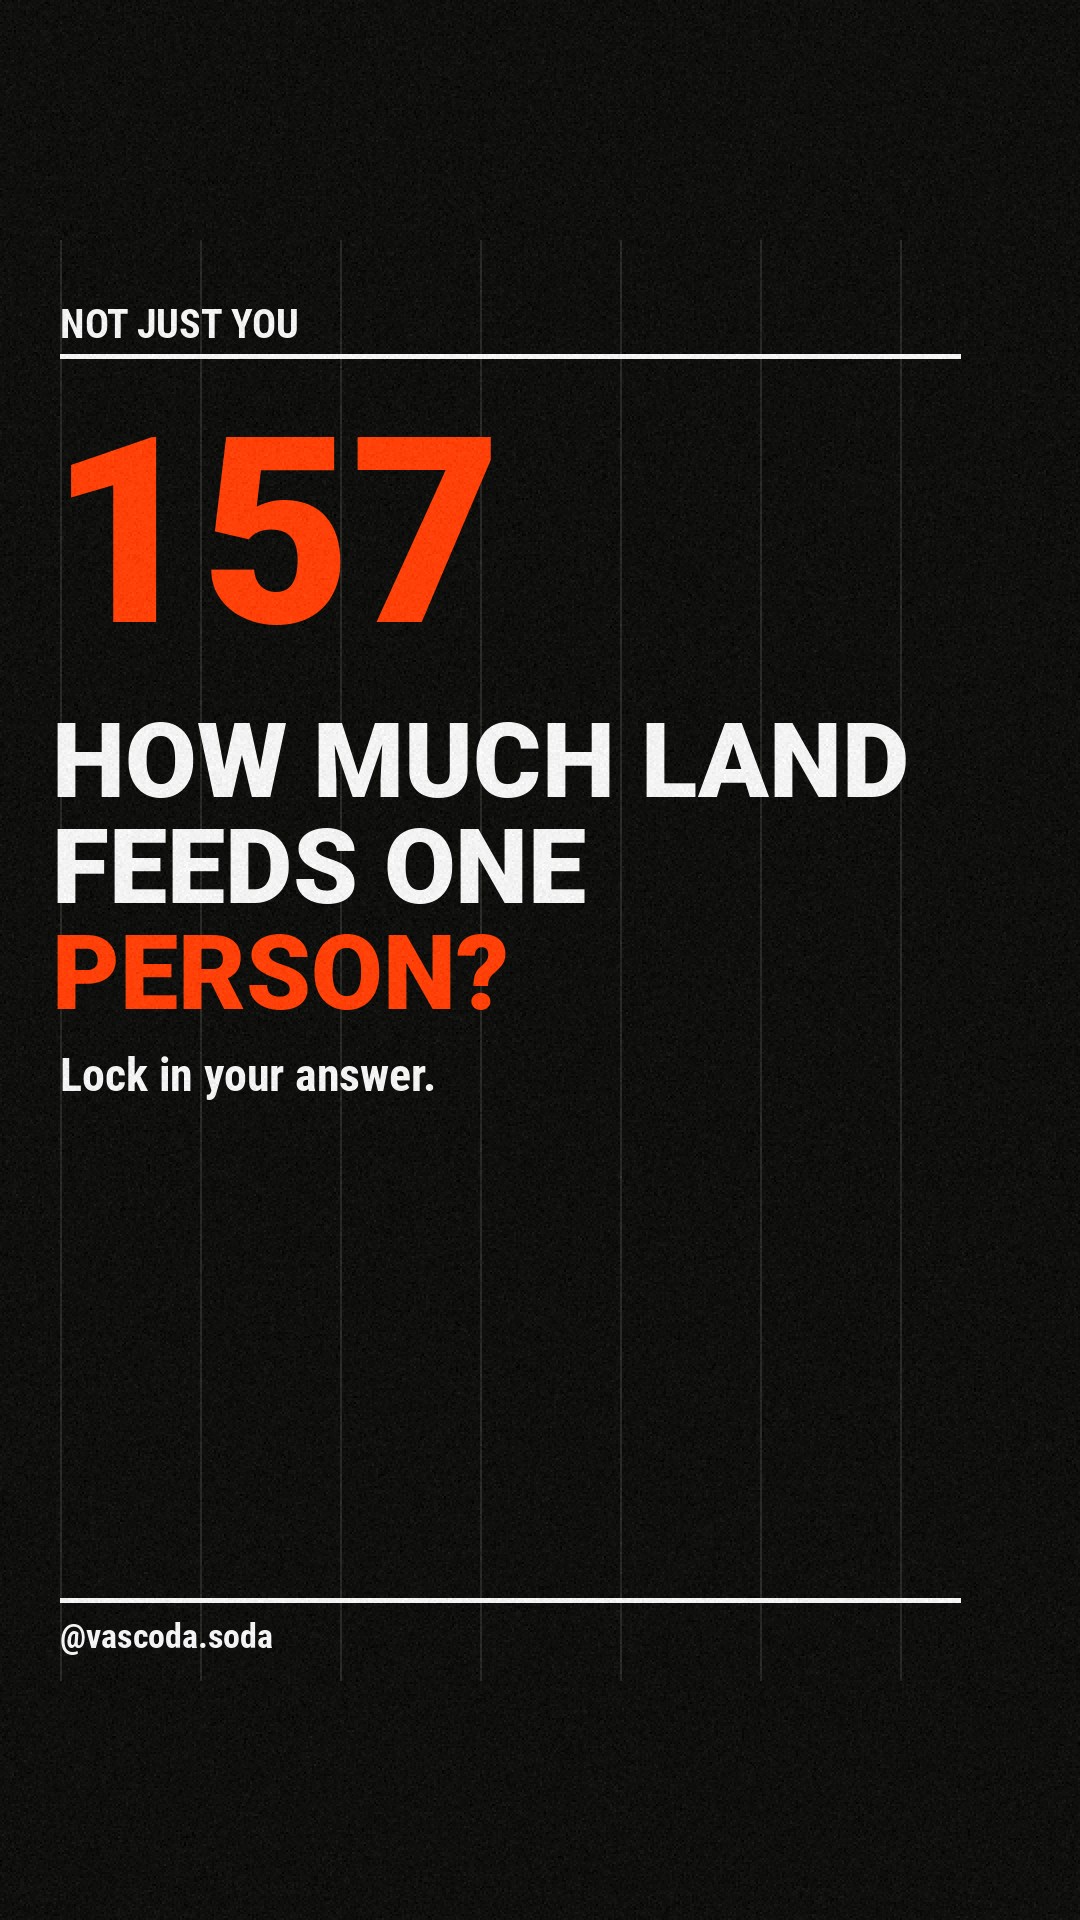 NOT JUST YOU
157
HOW MUCH LAND
FEEDS ONE
PERSON?
Lock in your answer.
@vascoda.soda